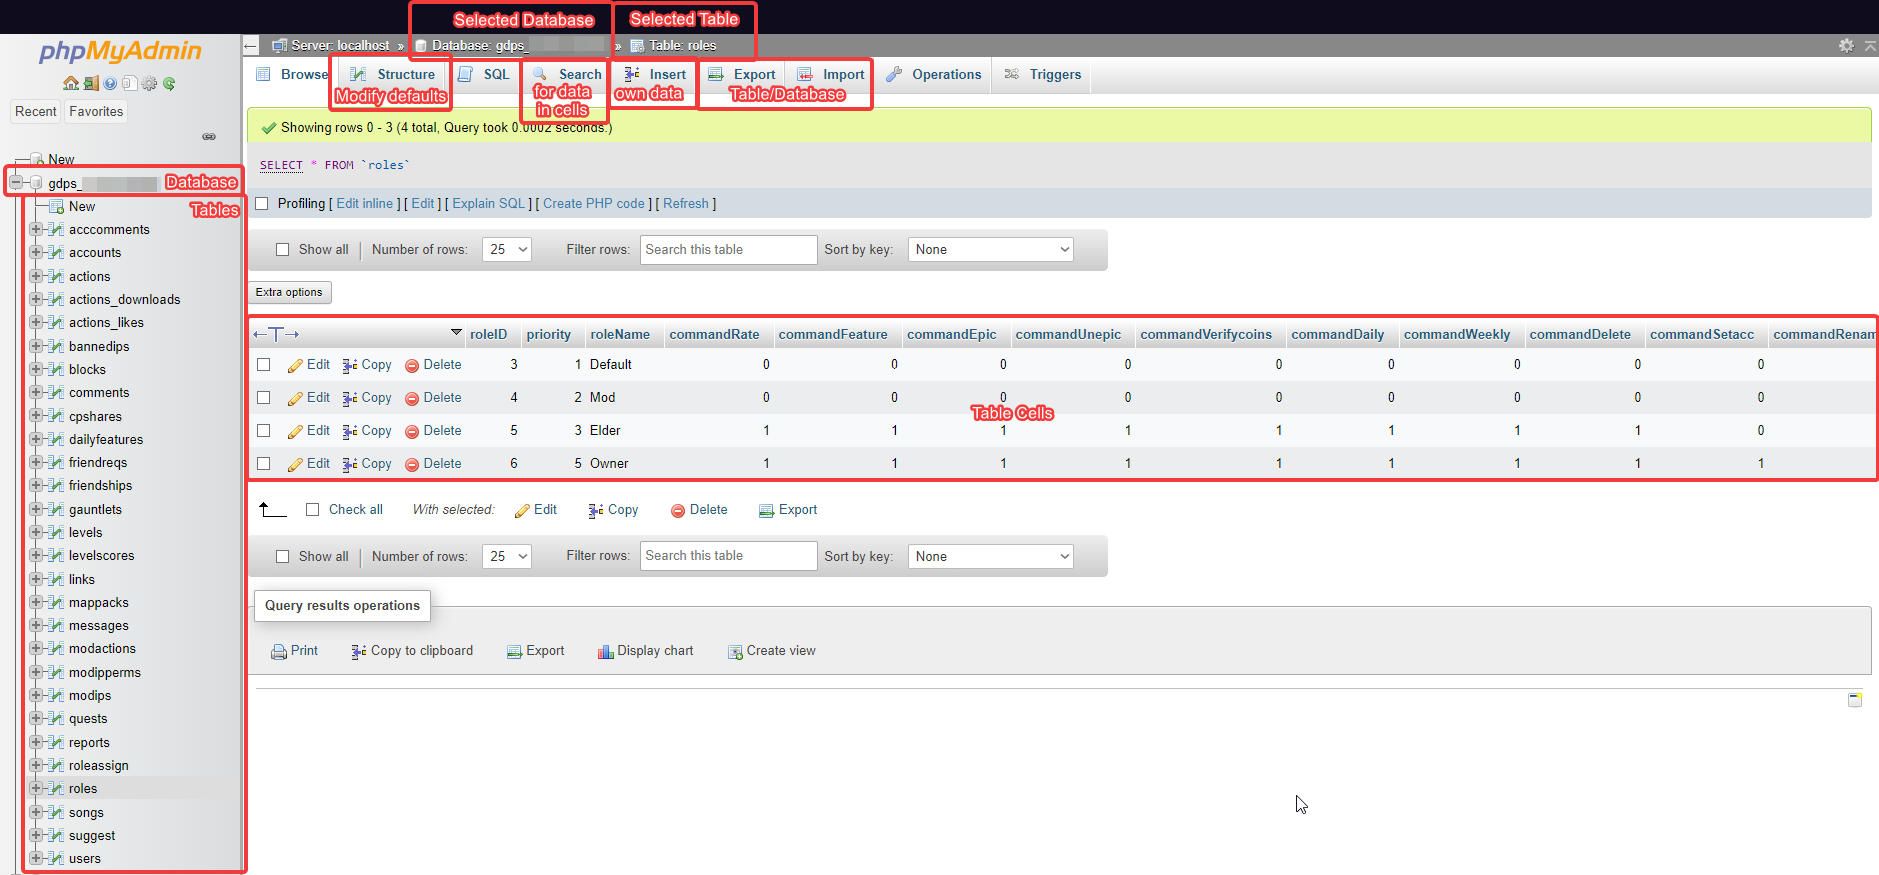 Selected Database
Selected Table
phpMyAdmin
Server: localhost » Database: gdps_ » Table: roles
Browse Structure SQL Search Insert Export Import Operations Triggers
Modify defaults
for data
in cells
own data
Table/Database
Recent Favorites
Showing rows 0 - 3 (4 total, Query took 0.0002 seconds.)
SELECT * FROM `roles`
Profiling [ Edit inline ] [ Edit ] [ Explain SQL ] [ Create PHP code ] [ Refresh ]
New
gdps_ Database
New
Tables
acccomments
accounts
actions
actions_downloads
actions_likes
bannedips
blocks
comments
cpshares
dailyfeatures
friendreqs
friendships
gauntlets
levels
levelscores
links
mappacks
messages
modactions
modipperms
modips
quests
reports
roleassign
roles
songs
suggest
users
Show all Number of rows: 25 Filter rows: Search this table Sort by key: None
Extra options
←T→ roleID priority roleName commandRate commandFeature commandEpic commandUnepic commandVerifycoins commandDaily commandWeekly commandDelete commandSetacc commandRenam
Edit Copy Delete 3 1 Default 0 0 0 0 0 0 0 0 0
Edit Copy Delete 4 2 Mod 0 0 0 0 0 0 0 0 0
Table Cells
Edit Copy Delete 5 3 Elder 1 1 1 1 1 1 1 1 0
Edit Copy Delete 6 5 Owner 1 1 1 1 1 1 1 1 1
Check all With selected: Edit Copy Delete Export
Show all Number of rows: 25 Filter rows: Search this table Sort by key: None
Query results operations
Print Copy to clipboard Export Display chart Create view